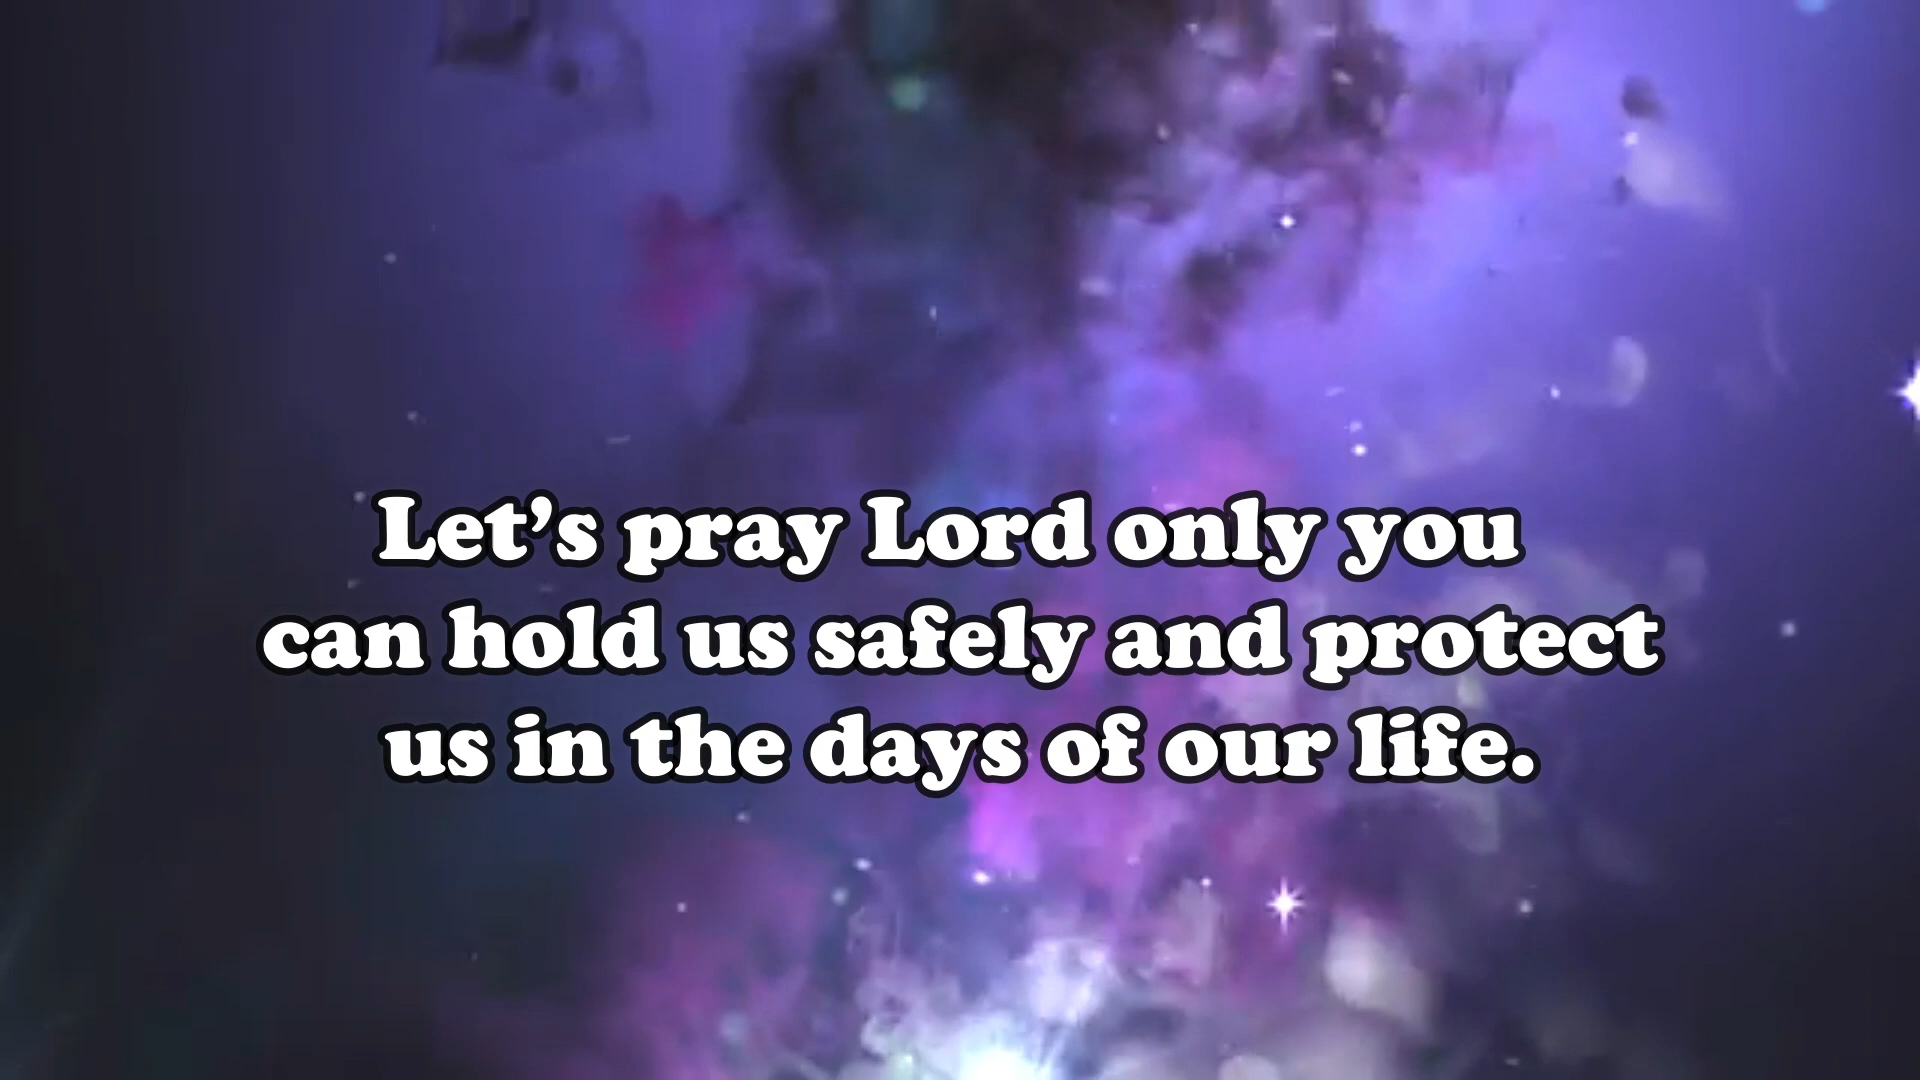 Let’s pray Lord only you
can hold us safely and protect
us in the days of our life.